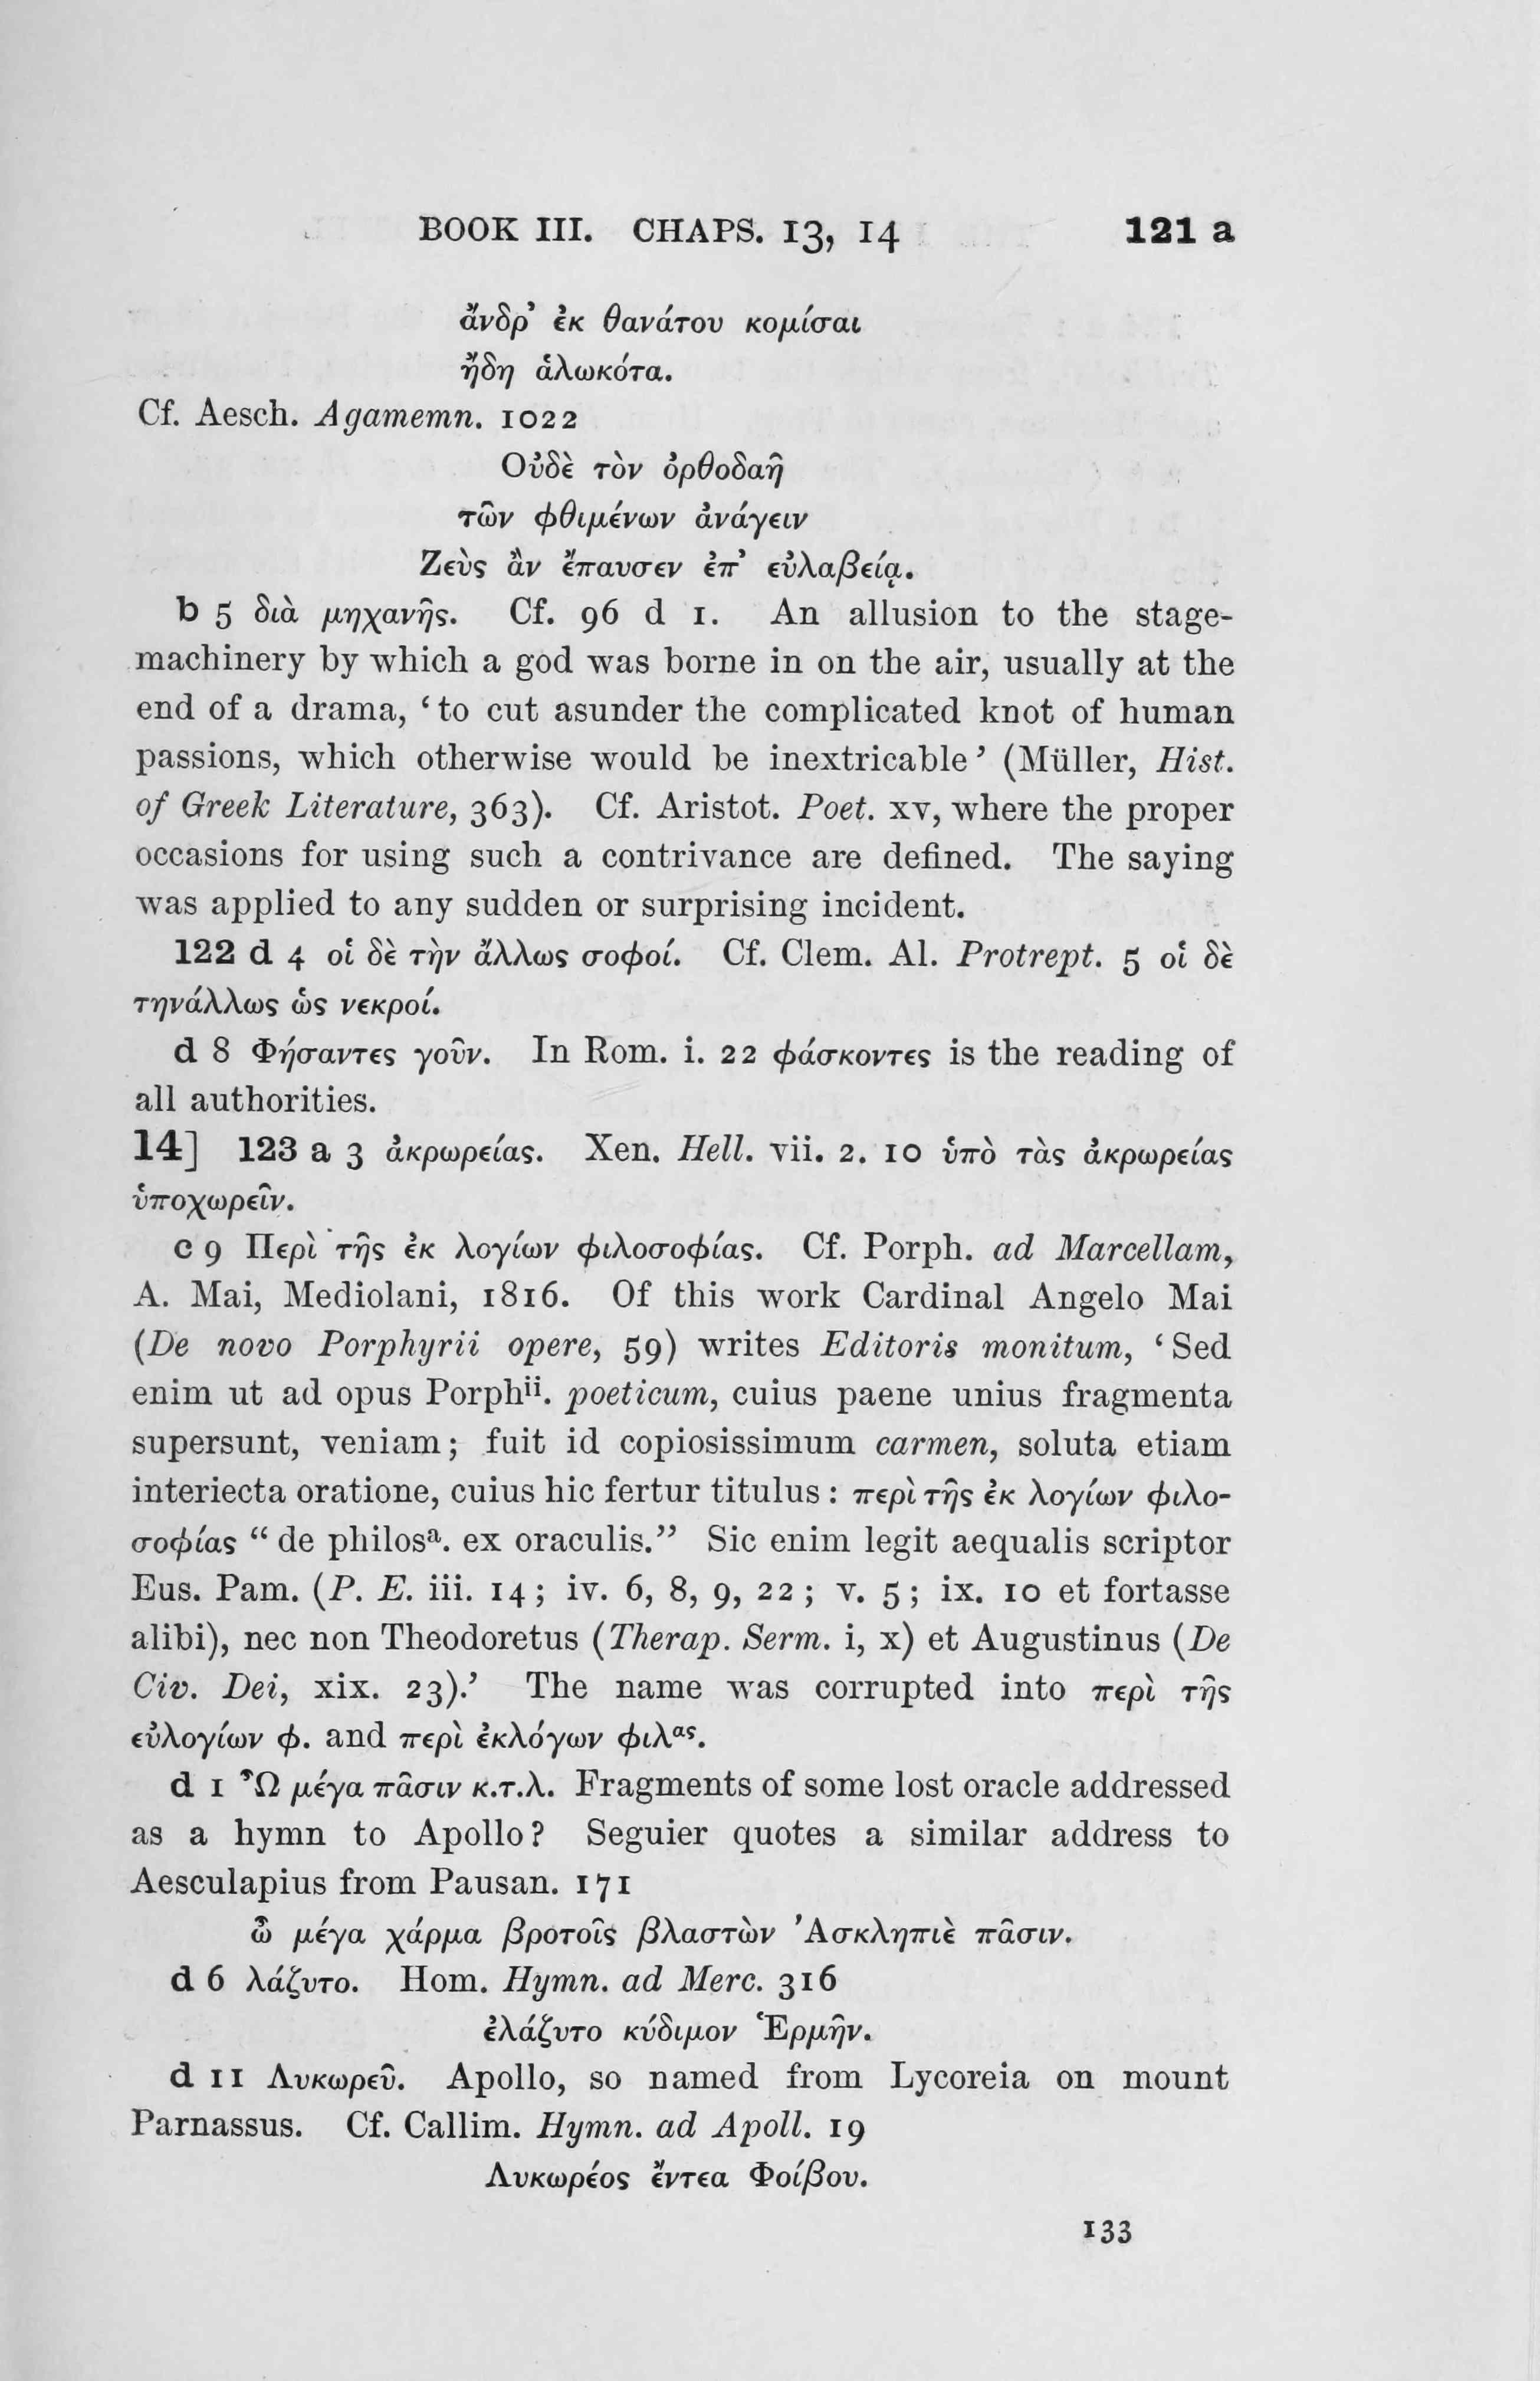 BOOK III. CHAPS. 13, 14 121 a
ἄνδρ’ ἐκ θανάτου κομίσαι
ἤδη ἁλωκότα.
Cf. Aesch. Agamemn. 1022
Οὐδὲ τὸν ὀρθοδαῆ
τῶν φθιμένων ἀνάγειν
Ζεὺς ἂν ἔπαυσεν ἐπ’ εὐλαβείᾳ.
b 5 διὰ μηχανῆς. Cf. 96 d 1. An allusion to the stage-
machinery by which a god was borne in on the air, usually at the
end of a drama, ‘to cut asunder the complicated knot of human
passions, which otherwise would be inextricable’ (Müller, Hist.
of Greek Literature, 363). Cf. Aristot. Poet. xv, where the proper
occasions for using such a contrivance are defined. The saying
was applied to any sudden or surprising incident.
122 d 4 οἱ δὲ τὴν ἄλλως σοφοί. Cf. Clem. Al. Protrept. 5 οἱ δὲ
τηνάλλως ὡς νεκροί.
d 8 Φήσαντες γοῦν. In Rom. i. 22 φάσκοντες is the reading of
all authorities.
14] 123 a 3 ἀκρωρείας. Xen. Hell. vii. 2. 10 ὑπὸ τὰς ἀκρωρείας
ὑποχωρεῖν.
c 9 Περὶ τῆς ἐκ λογίων φιλοσοφίας. Cf. Porph. ad Marcellam,
A. Mai, Mediolani, 1816. Of this work Cardinal Angelo Mai
(De novo Porphyrii opere, 59) writes Editoris monitum, ‘Sed
enim ut ad opus Porphii. poeticum, cuius paene unius fragmenta
supersunt, veniam; fuit id copiosissimum carmen, soluta etiam
interiecta oratione, cuius hic fertur titulus: περὶ τῆς ἐκ λογίων φιλο-
σοφίας “de philosa. ex oraculis.” Sic enim legit aequalis scriptor
Eus. Pam. (P. E. iii. 14; iv. 6, 8, 9, 22; v. 5; ix. 10 et fortasse
alibi), nec non Theodoretus (Therap. Serm. i, x) et Augustinus (De
Civ. Dei, xix. 23).’ The name was corrupted into περὶ τῆς
εὐλογίων φ. and περὶ ἐκλόγων φιλας.
d 1 Ὦ μέγα πᾶσιν κ.τ.λ. Fragments of some lost oracle addressed
as a hymn to Apollo? Seguier quotes a similar address to
Aesculapius from Pausan. 171
ὦ μέγα χάρμα βροτοῖς βλαστὼν Ἀσκληπιὲ πᾶσιν.
d 6 λάζυτο. Hom. Hymn. ad Merc. 316
ἐλάζυτο κύδιμον Ἑρμῆν.
d 11 Λυκωρεῦ. Apollo, so named from Lycoreia on mount
Parnassus. Cf. Callim. Hymn. ad Apoll. 19
Λυκωρέος ἔντεα Φοίβου.
133